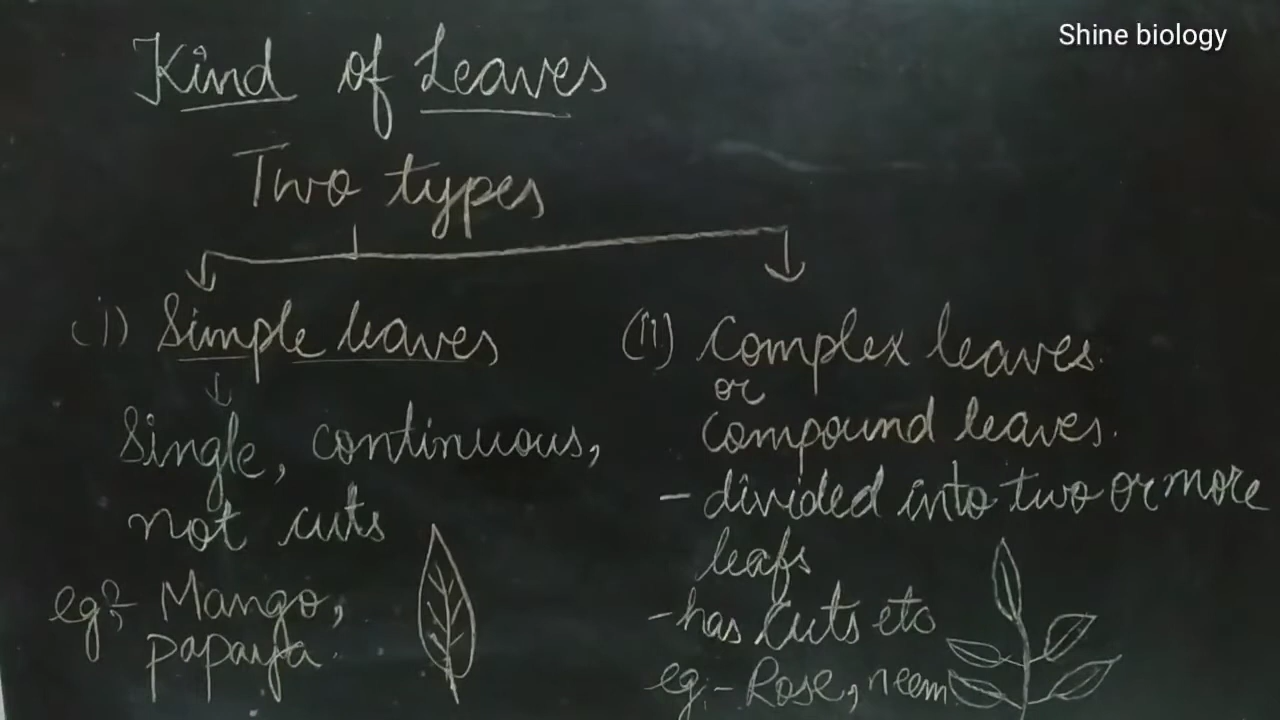 Shine biology
Kind of Leaves
Two types
(i) Simple leaves
Single, continuous,
not cuts
eg:- Mango,
papaya.
(ii) Complex leaves.
or
Compound leaves.
- divided into two or more
leafs
- has cuts etc
eg:- Rose, neem